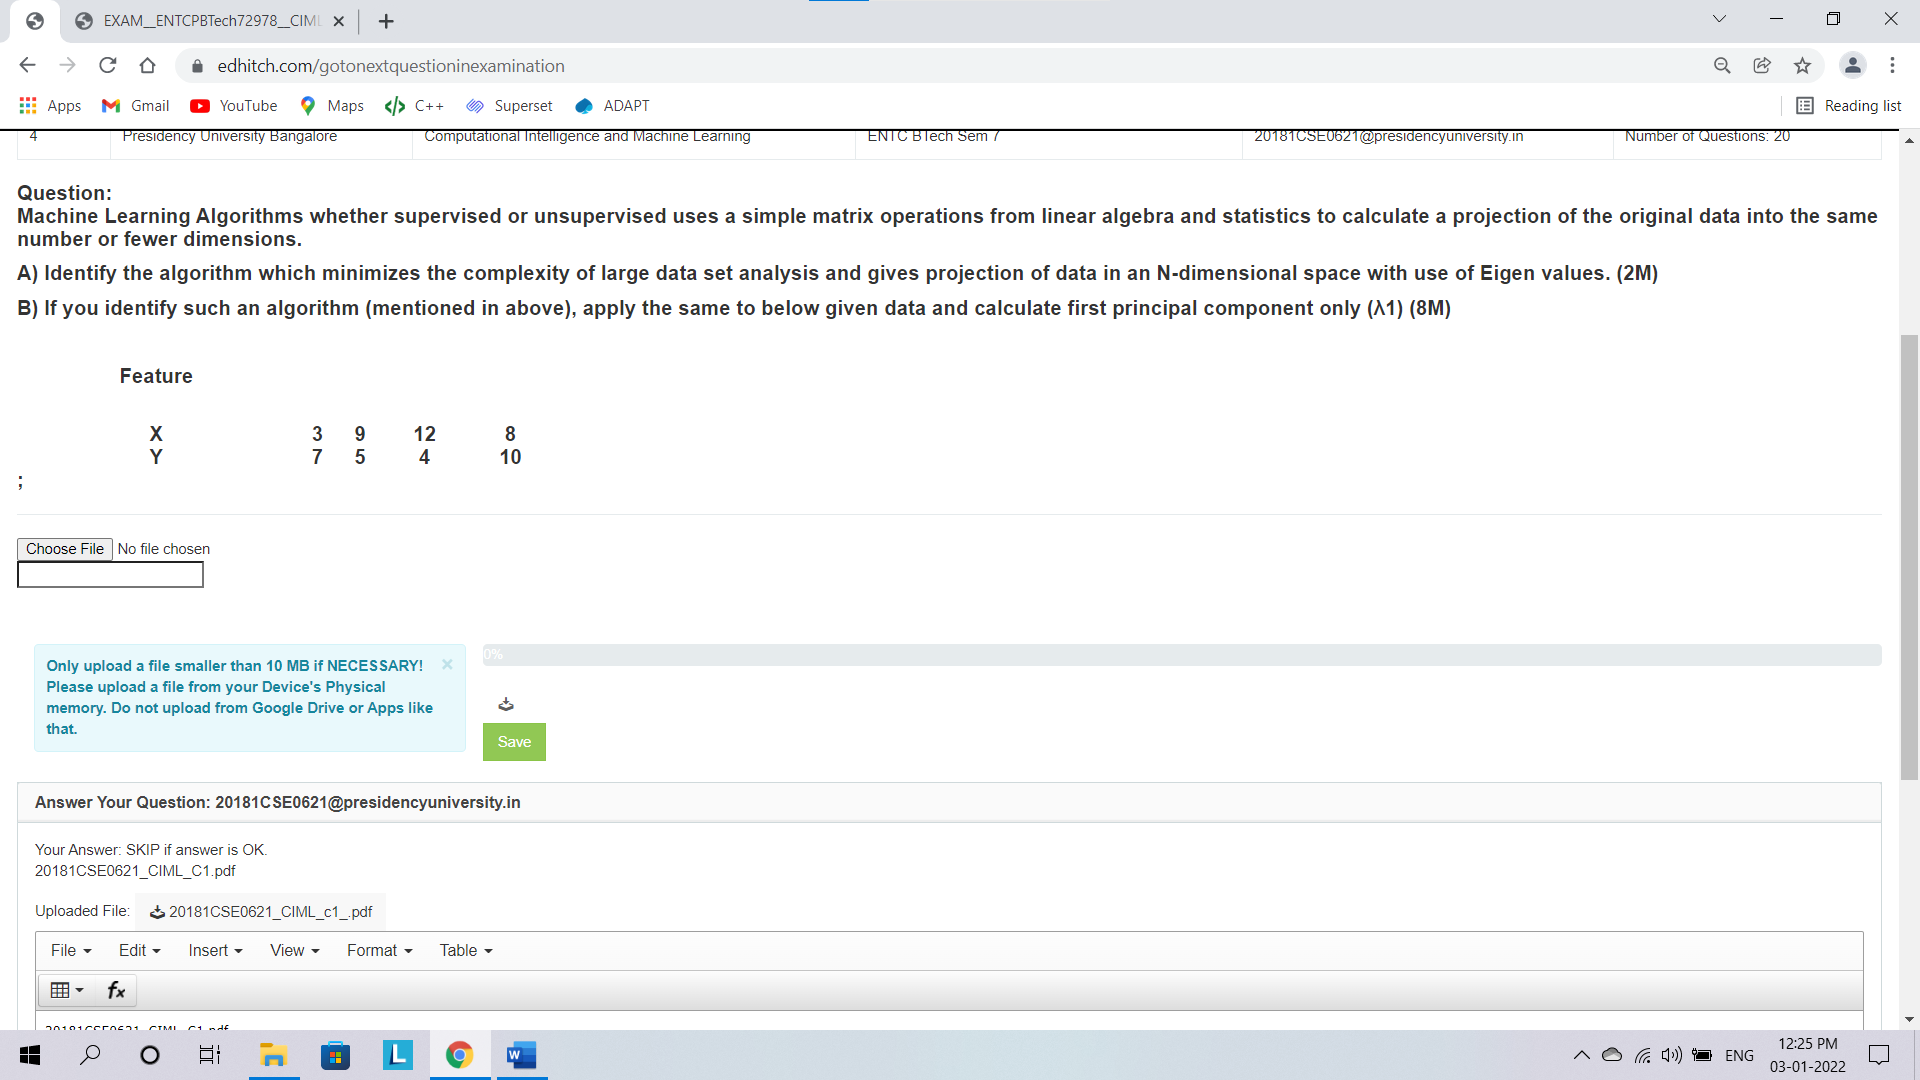 EXAM__ENTCPBTech72978__CIML
edhitch.com/gotonextquestioninexamination
Apps Gmail YouTube Maps C++ Superset ADAPT Reading list
4 Presidency University Bangalore Computational Intelligence and Machine Learning ENTC BTech Sem 7 20181CSE0621@presidencyuniversity.in Number of Questions: 20
Question:
Machine Learning Algorithms whether supervised or unsupervised uses a simple matrix operations from linear algebra and statistics to calculate a projection of the original data into the same
number or fewer dimensions.
A) Identify the algorithm which minimizes the complexity of large data set analysis and gives projection of data in an N-dimensional space with use of Eigen values. (2M)
B) If you identify such an algorithm (mentioned in above), apply the same to below given data and calculate first principal component only (λ1) (8M)
Feature
X 3 9 12 8
Y 7 5 4 10
;
Choose File No file chosen
Only upload a file smaller than 10 MB if NECESSARY! ×
Please upload a file from your Device's Physical
memory. Do not upload from Google Drive or Apps like
that.
0%
Save
Answer Your Question: 20181CSE0621@presidencyuniversity.in
Your Answer: SKIP if answer is OK.
20181CSE0621_CIML_C1.pdf
Uploaded File: 20181CSE0621_CIML_c1_.pdf
File Edit Insert View Format Table
fx
20181CSE0621_CIML_C1.pdf
L W ENG 12:25 PM
03-01-2022